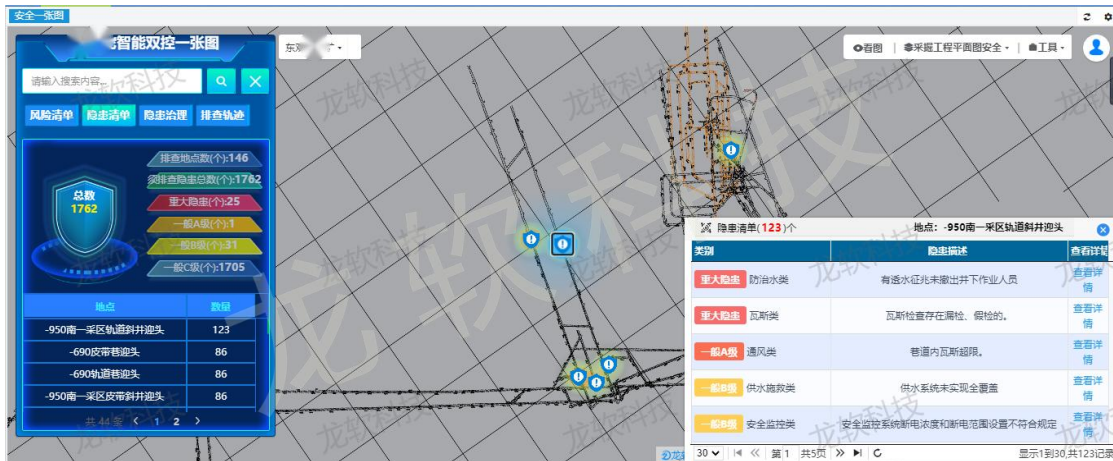 安全一张图
智能双控一张图
请输入搜索内容...
风险清单 隐患清单 隐患治理 排查轨迹
排查地点数(个):146
须排查隐患总数(个):1762
总数
1762
重大隐患(个):25
一般A级(个):1
一般B级(个):31
一般C级(个):1705
地点 数量
-950南一采区轨道斜井迎头 123
-690皮带巷迎头 86
-690轨道巷迎头 86
-950南一采区皮带斜井迎头 86
共44条 < 1 2 >
看图 | 采掘工程平面图安全 | 工具
隐患清单(123)个 地点: -950南一采区轨道斜井迎头
类别 隐患描述 查看详情
重大隐患 防治水类 有透水征兆未撤出井下作业人员 查看详
情
重大隐患 瓦斯类 瓦斯检查存在漏检、假检的。 查看详
情
一般A级 通风类 巷道内瓦斯超限。 查看详
情
一般B级 供水施救类 供水系统未实现全覆盖 查看详
情
一般B级 安全监控类 安全监控系统断电浓度和断电范围设置不符合规定 查看详
情
30 第 1 共5页 显示1到30,共123记录
龙软科技